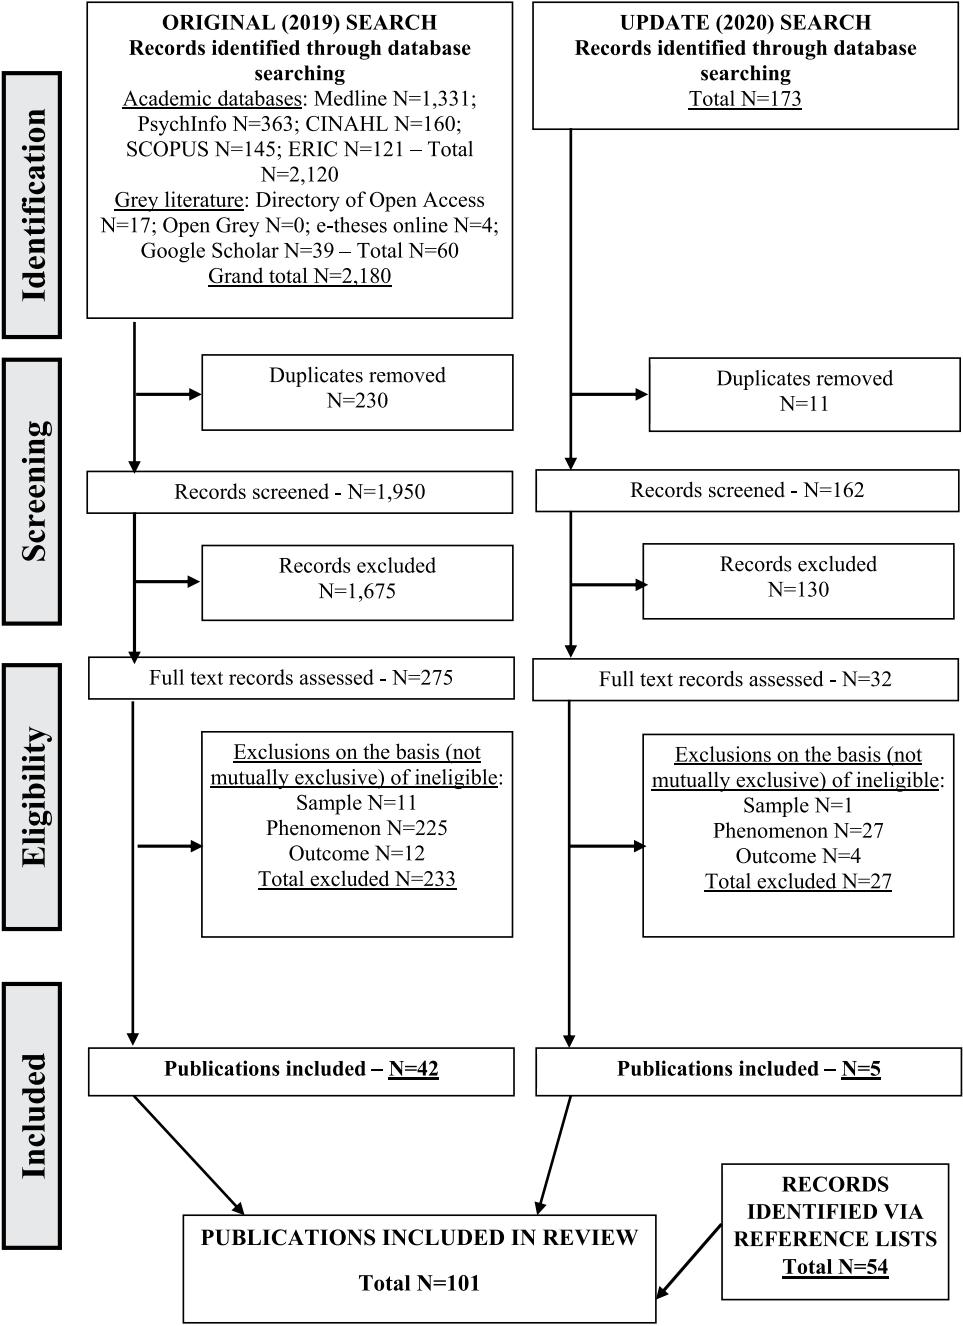 ORIGINAL (2019) SEARCH
Records identified through database
searching
Academic databases: Medline N=1,331;
PsychInfo N=363; CINAHL N=160;
SCOPUS N=145; ERIC N=121 – Total
N=2,120
Grey literature: Directory of Open Access
N=17; Open Grey N=0; e-theses online N=4;
Google Scholar N=39 – Total N=60
Grand total N=2,180
UPDATE (2020) SEARCH
Records identified through database
searching
Total N=173
Identification
Duplicates removed
N=230
Duplicates removed
N=11
Screening
Records screened - N=1,950
Records screened - N=162
Records excluded
N=1,675
Records excluded
N=130
Full text records assessed - N=275
Full text records assessed - N=32
Eligibility
Exclusions on the basis (not
mutually exclusive) of ineligible:
Sample N=11
Phenomenon N=225
Outcome N=12
Total excluded N=233
Exclusions on the basis (not
mutually exclusive) of ineligible:
Sample N=1
Phenomenon N=27
Outcome N=4
Total excluded N=27
Included
Publications included – N=42
Publications included – N=5
RECORDS
IDENTIFIED VIA
REFERENCE LISTS
Total N=54
PUBLICATIONS INCLUDED IN REVIEW
Total N=101